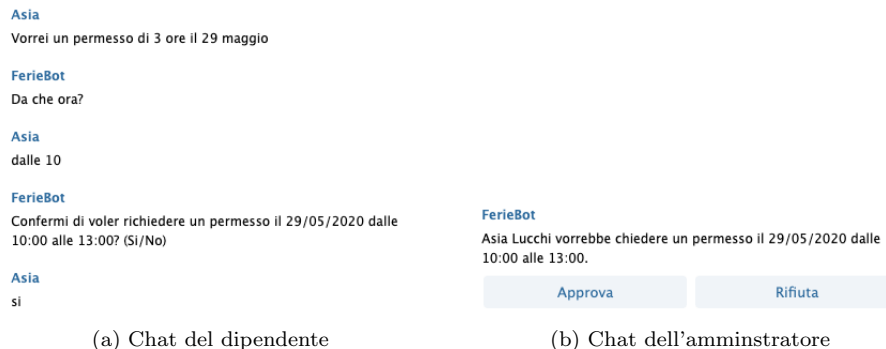 Asia
Vorrei un permesso di 3 ore il 29 maggio
FerieBot
Da che ora?
Asia
dalle 10
FerieBot
Confermi di voler richiedere un permesso il 29/05/2020 dalle
10:00 alle 13:00? (Si/No)
Asia
si
(a) Chat del dipendente
FerieBot
Asia Lucchi vorrebbe chiedere un permesso il 29/05/2020 dalle
10:00 alle 13:00.
Approva
Rifiuta
(b) Chat dell'amminstratore